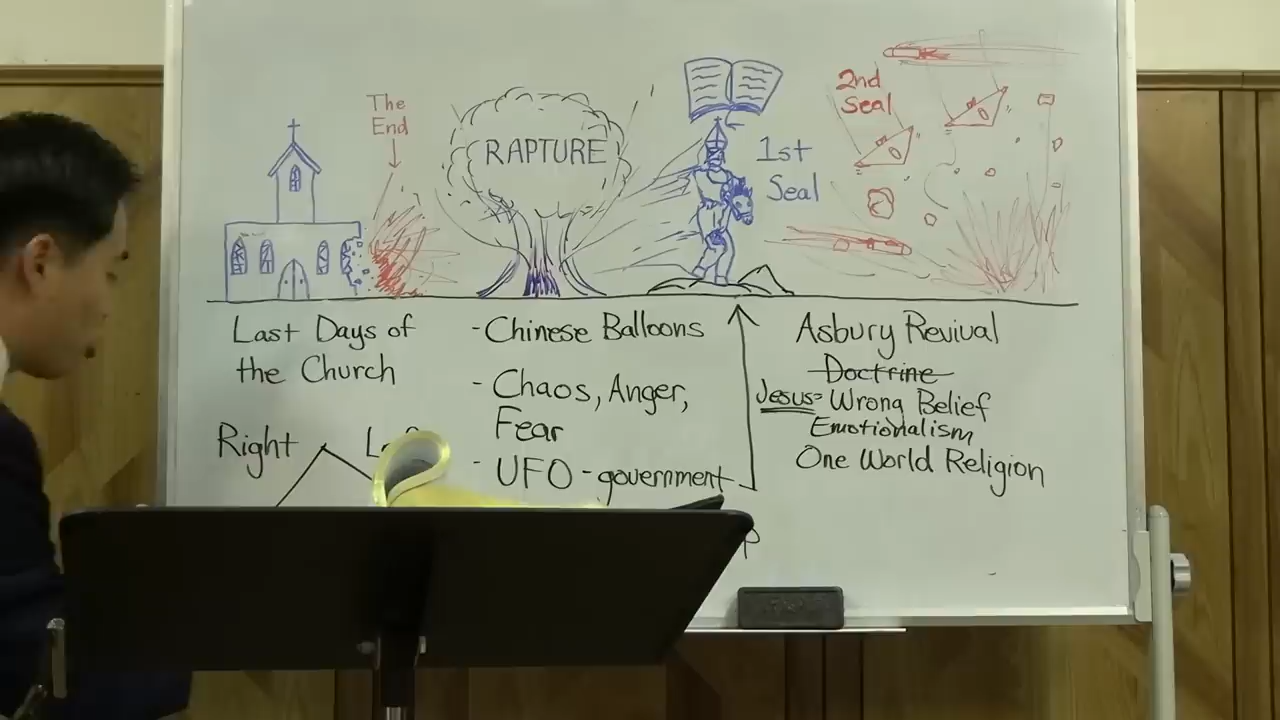 The
End
RAPTURE
1st
Seal
2nd
Seal
Last Days of
the Church
Right
- Chinese Balloons
- Chaos, Anger,
Fear
- UFO - government
Asbury Revival
Doctrine
Jesus= Wrong Belief
Emotionalism
One World Religion